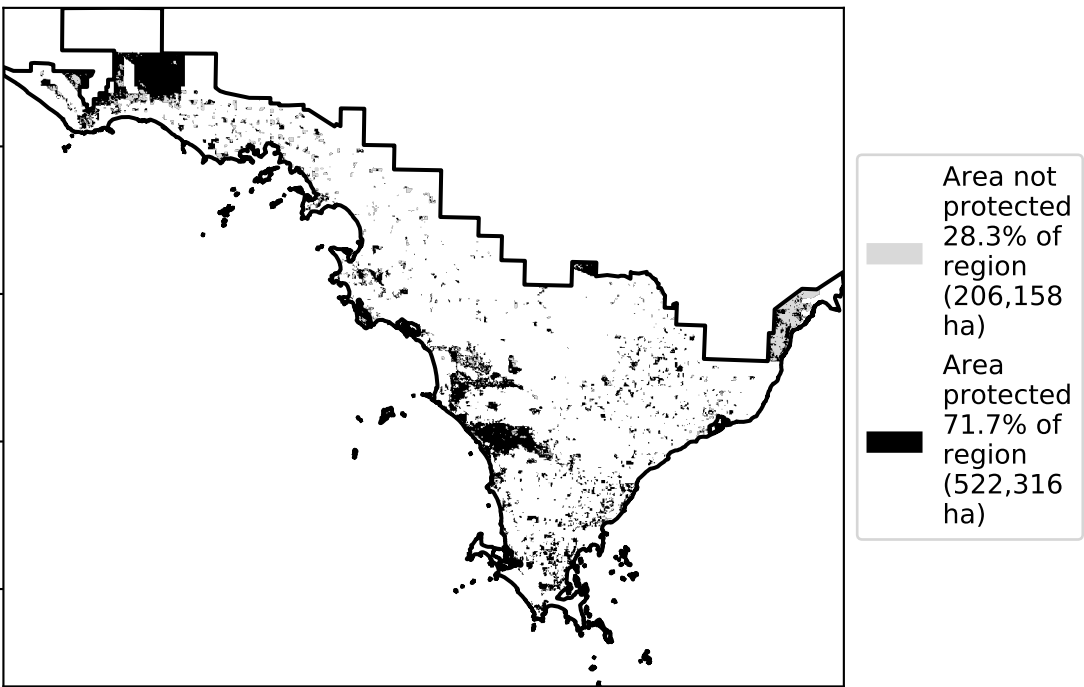 Area not
protected
28.3% of
region
(206,158
ha)
Area
protected
71.7% of
region
(522,316
ha)